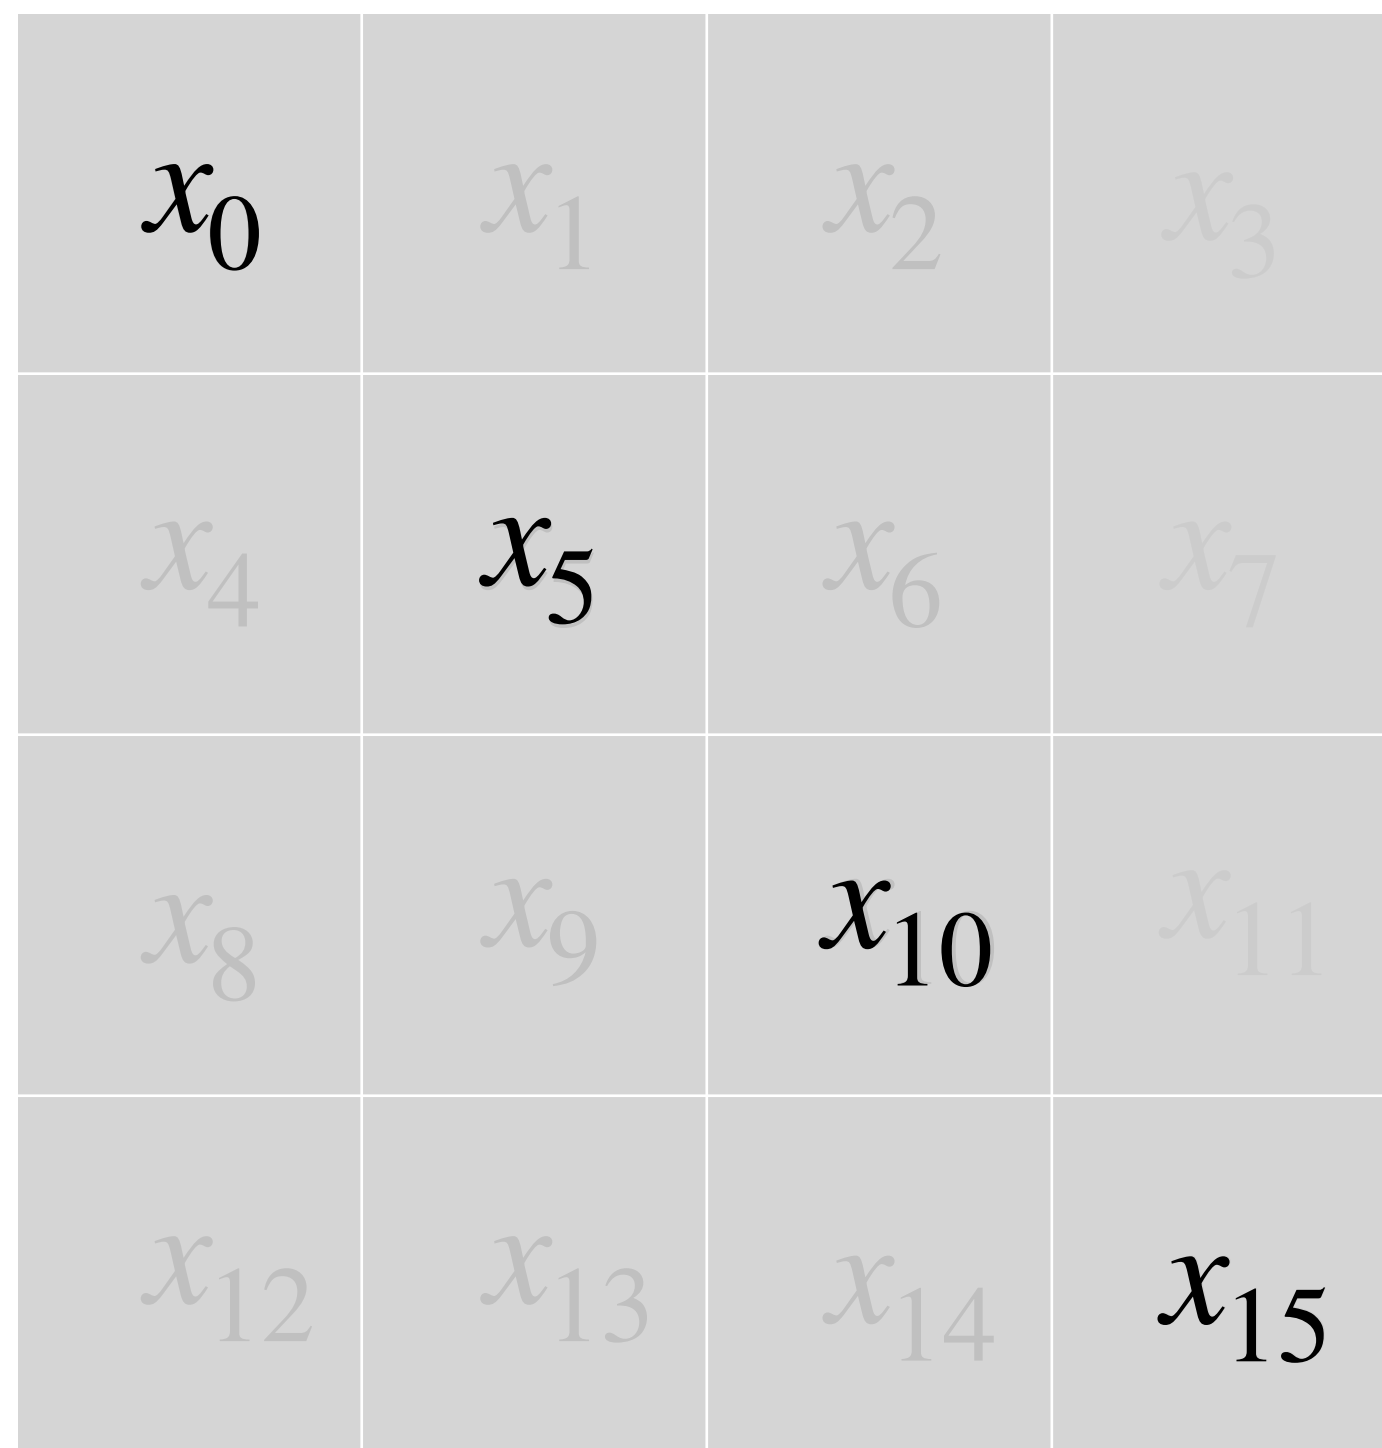 x₀ x₁ x₂ x₃
x₄ x₅ x₆ x₇
x₈ x₉ x₁₀ x₁₁
x₁₂ x₁₃ x₁₄ x₁₅